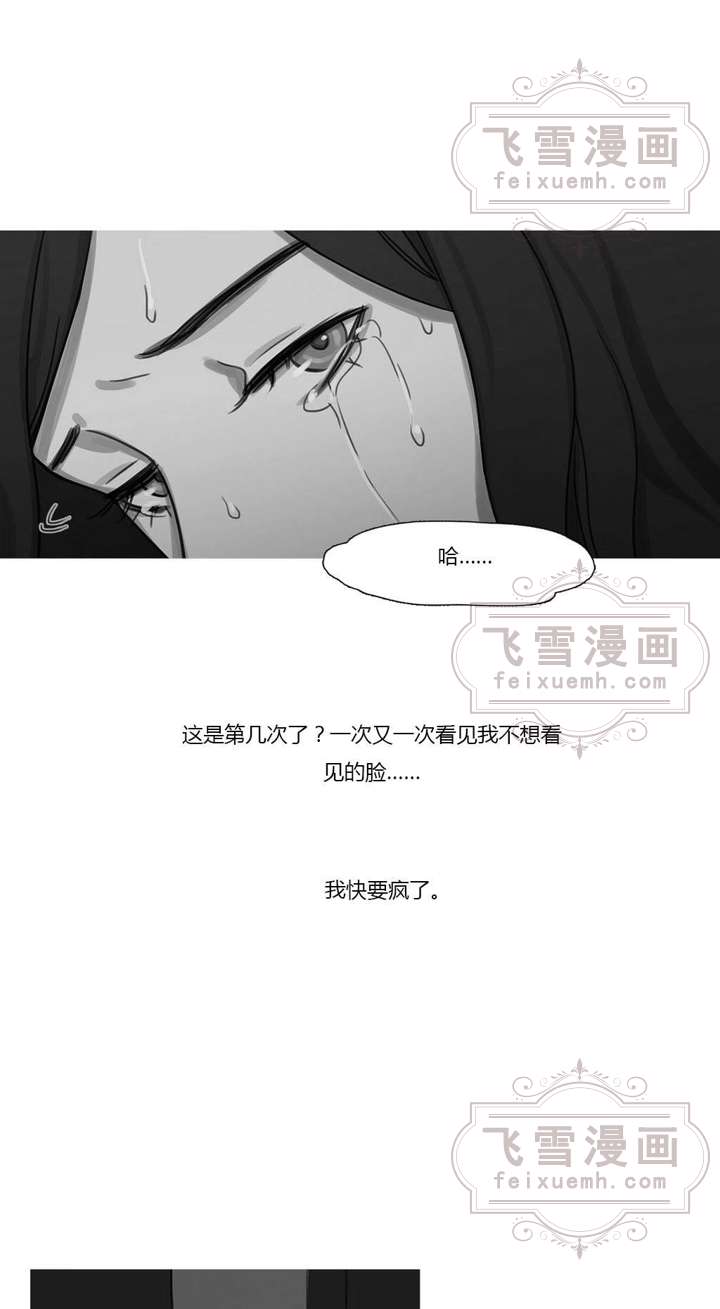 飞雪漫画
feixuemh.com
哈……
飞雪漫画
feixuemh.com
这是第几次了？一次又一次看见我不想看
见的脸……
我快要疯了。
飞雪漫画
feixuemh.com